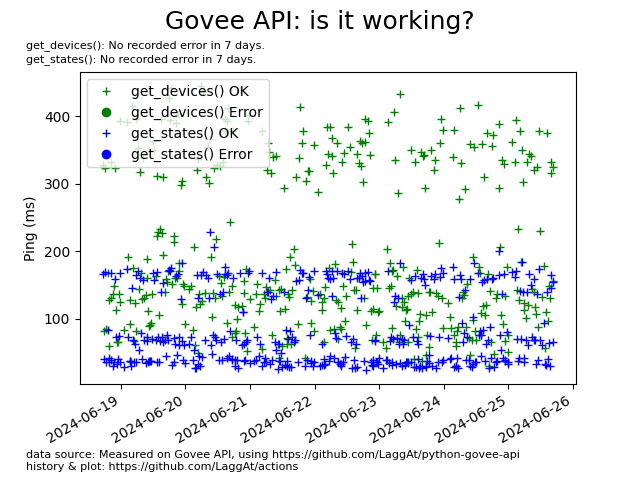 Govee API: is it working?
get_devices(): No recorded error in 7 days.
get_states(): No recorded error in 7 days.
get_devices() OK
get_devices() Error
get_states() OK
get_states() Error
Ping (ms)
400
300
200
100
2024-06-19
2024-06-20
2024-06-21
2024-06-22
2024-06-23
2024-06-24
2024-06-25
2024-06-26
data source: Measured on Govee API, using https://github.com/LaggAt/python-govee-api
history & plot: https://github.com/LaggAt/actions